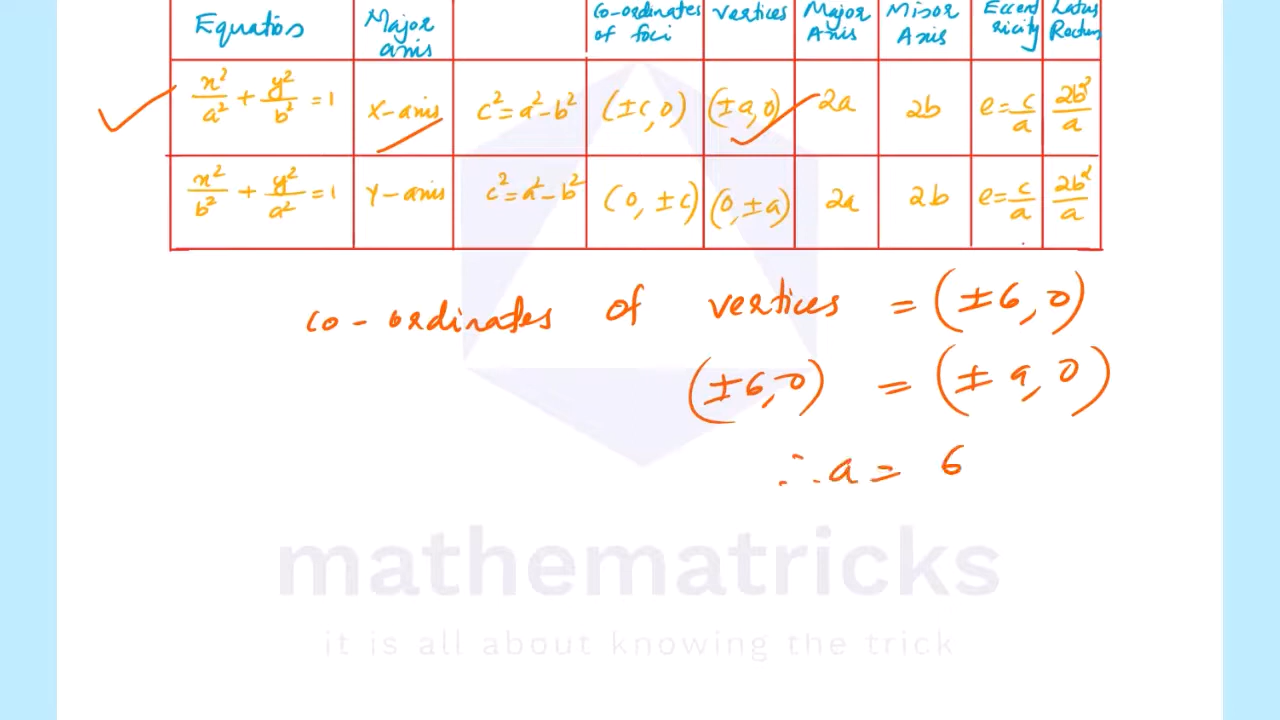 Equation Major axis Co-ordinates of foci vertices Major Axis Minor Axis Eccentricity Latus Rectum
x²/a² + y²/b² = 1 X-axis c² = a² - b² (±c, 0) (±a, 0) 2a 2b e = c/a 2b²/a
x²/b² + y²/a² = 1 Y-axis c² = a² - b² (0, ±c) (0, ±a) 2a 2b e = c/a 2b²/a
co-ordinates of vertices = (±6, 0)
(±6, 0) = (± a, 0)
∴ a = 6
mathematricks
it is all about knowing the trick